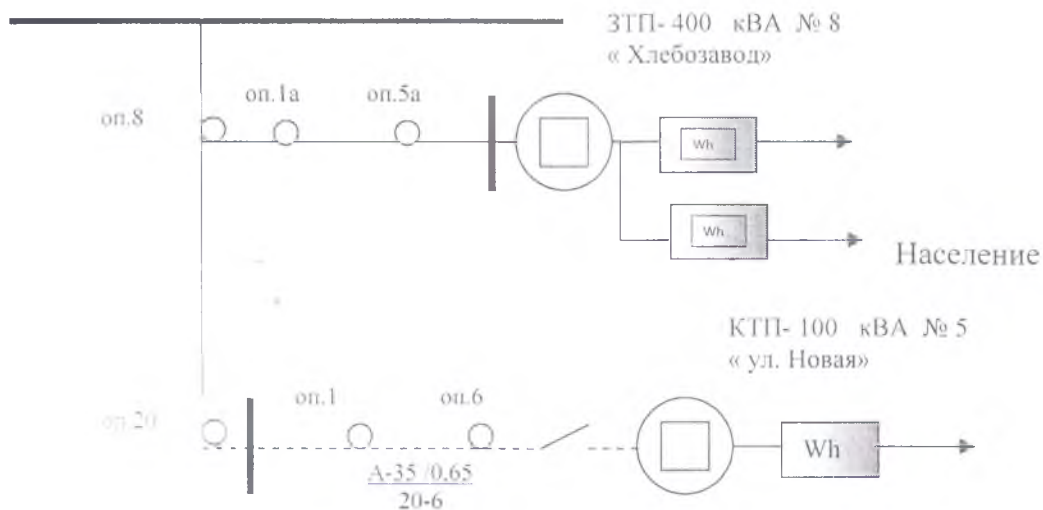 ЗТП- 400 кВА № 8
« Хлебозавод»
оп.8
оп.1а
оп.5а
Wh
Wh
Население
КТП- 100 кВА № 5
« ул. Новая»
оп.20
оп.1
оп.6
А-35 /0.65
20-6
Wh